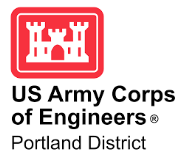 US Army Corps
of Engineers ®
Portland District